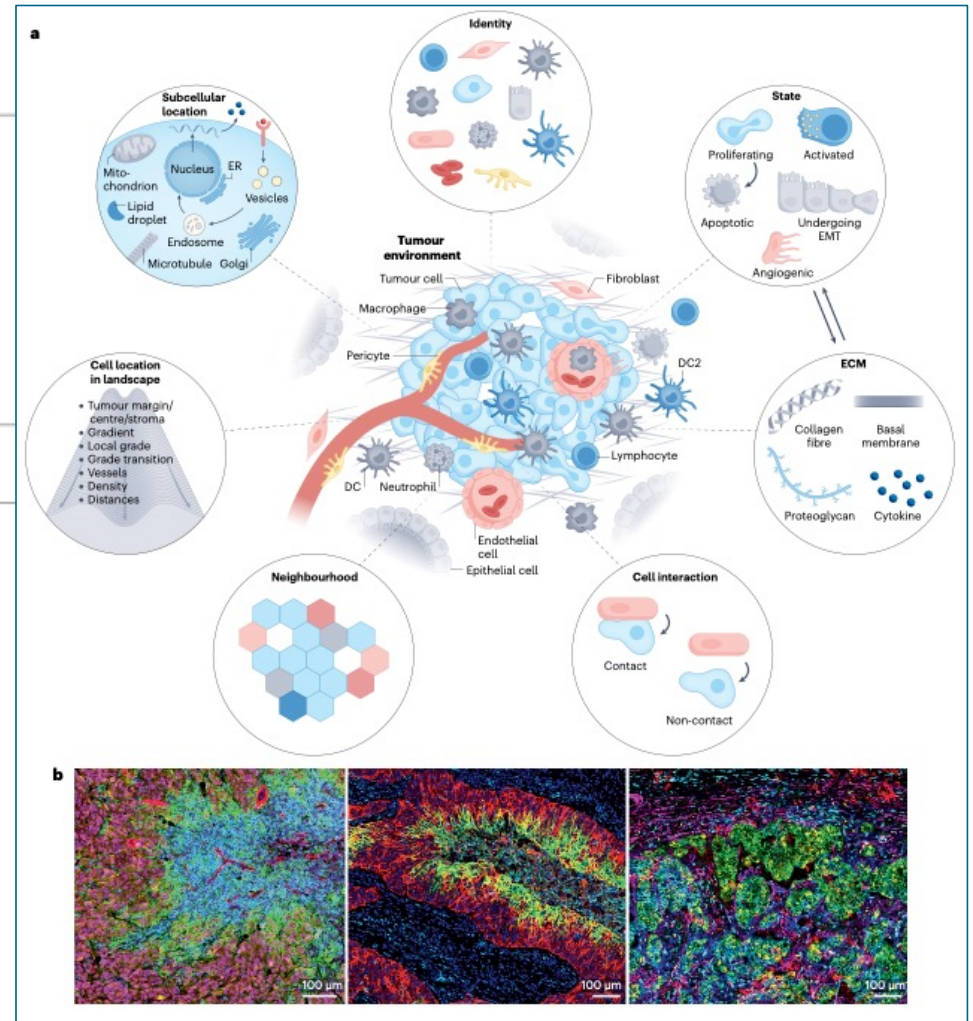 a
Identity
Subcellular
location
Nucleus
ER
Mito-
chondrion
Vesicles
Lipid
droplet
Endosome
Microtubule
Golgi
State
Proliferating
Activated
Apoptotic
Undergoing
EMT
Angiogenic
Tumour
environment
Tumour cell
Fibroblast
Macrophage
Pericyte
DC2
Lymphocyte
DC
Neutrophil
Endothelial
cell
Epithelial cell
Cell location
in landscape
• Tumour margin/
centre/stroma
• Gradient
• Local grade
• Grade transition
• Vessels
• Density
• Distances
ECM
Collagen
fibre
Basal
membrane
Proteoglycan
Cytokine
Neighbourhood
Cell interaction
Contact
Non-contact
b
100 µm
100 µm
100 µm